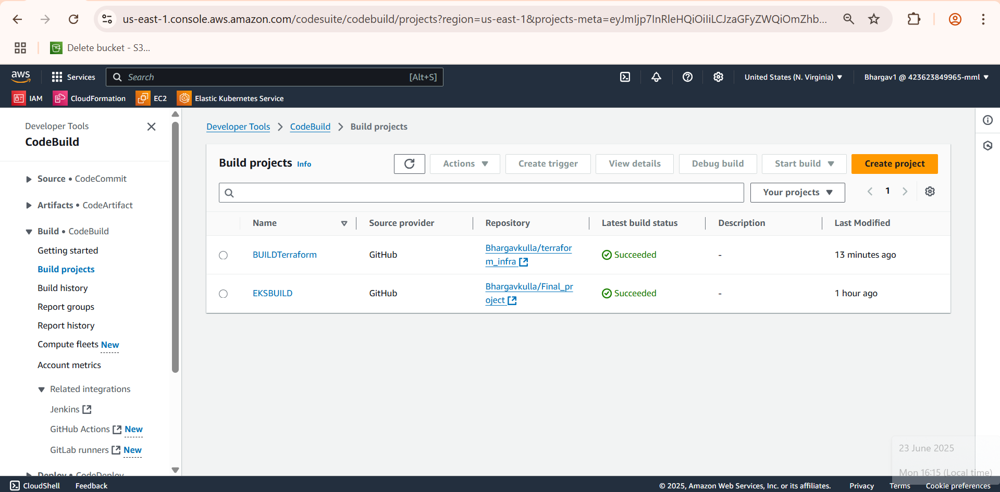 us-east-1.console.aws.amazon.com/codesuite/codebuild/projects?region=us-east-1&projects-meta=eyJmIjp7InRleHQiOiIiLCJzaGFyZWQiOmZhb...
Delete bucket - S3...
aws
Services
Search
[Alt+S]
United States (N. Virginia)
Bhargav1 @ 423623849965-mml
IAM
CloudFormation
EC2
Elastic Kubernetes Service
Developer Tools
CodeBuild
Source • CodeCommit
Artifacts • CodeArtifact
Build • CodeBuild
Getting started
Build projects
Build history
Report groups
Report history
Compute fleets New
Account metrics
Related integrations
Jenkins
GitHub Actions New
GitLab runners New
Deploy • CodeDeploy
Developer Tools > CodeBuild > Build projects
Build projects Info
Actions
Create trigger
View details
Debug build
Start build
Create project
Your projects
1
Name
Source provider
Repository
Latest build status
Description
Last Modified
BUILDTerraform
GitHub
Bhargavkulla/terrafor
m_infra
Succeeded
-
13 minutes ago
EKSBUILD
GitHub
Bhargavkulla/Final_pr
oject
Succeeded
-
1 hour ago
23 June 2025
Mon 16:15 (Local time)
CloudShell
Feedback
© 2025, Amazon Web Services, Inc. or its affiliates.
Privacy
Terms
Cookie preferences